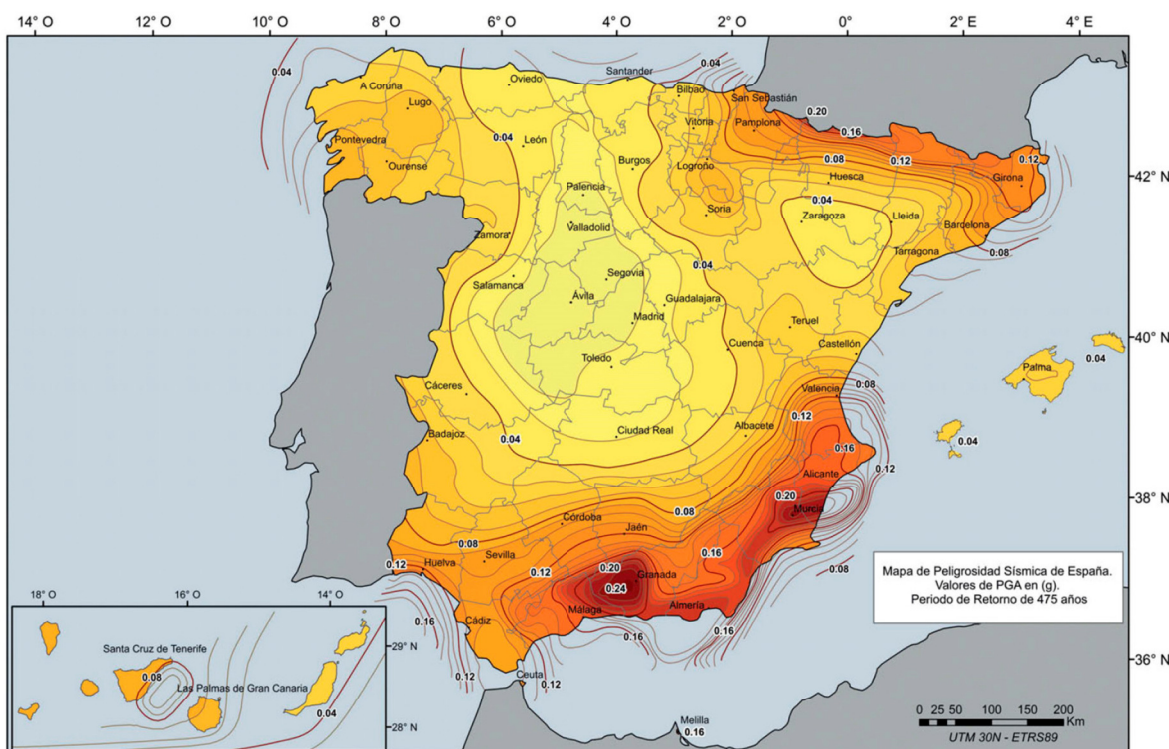 14° O 12° O 10° O 8° O 6° O 4° O 2° O 0° 2° E 4° E
0.04 Oviedo Santander 0.04
A Coruña Bilbao San Sebastián 0.20
Lugo Vitoria Pamplona 0.16
Pontevedra 0.04 León 0.08 0.12 0.12
Ourense Burgos Logroño Huesca Girona 42° N
Palencia Soria 0.04
Zamora Valladolid Zaragoza Lleida Barcelona
0.04 Tarragona 0.08
Salamanca Segovia
Ávila Guadalajara
Madrid Teruel
Toledo Cuenca Castellón 40° N
Palma 0.04
Cáceres Valencia 0.08
0.12
Badajoz 0.04 Ciudad Real Albacete 0.04
0.16
Alicante 0.12
0.20 38° N
Murcia
Córdoba 0.08
0.08 Jaén
Sevilla 0.16
0.12 Huelva 0.12 0.20 Granada 0.08
0.24
0.16 Málaga Almería
Cádiz 0.16 0.16
0.12 Ceuta 0.12 36° N
Melilla
0.16
Mapa de Peligrosidad Sísmica de España.
Valores de PGA en (g).
Periodo de Retorno de 475 años
18° 16° 14°
Santa Cruz de Tenerife 29° N
0.08 Las Palmas de Gran Canaria
0.04
28° N
0 25 50 100 150 200
Km
UTM 30N - ETRS89